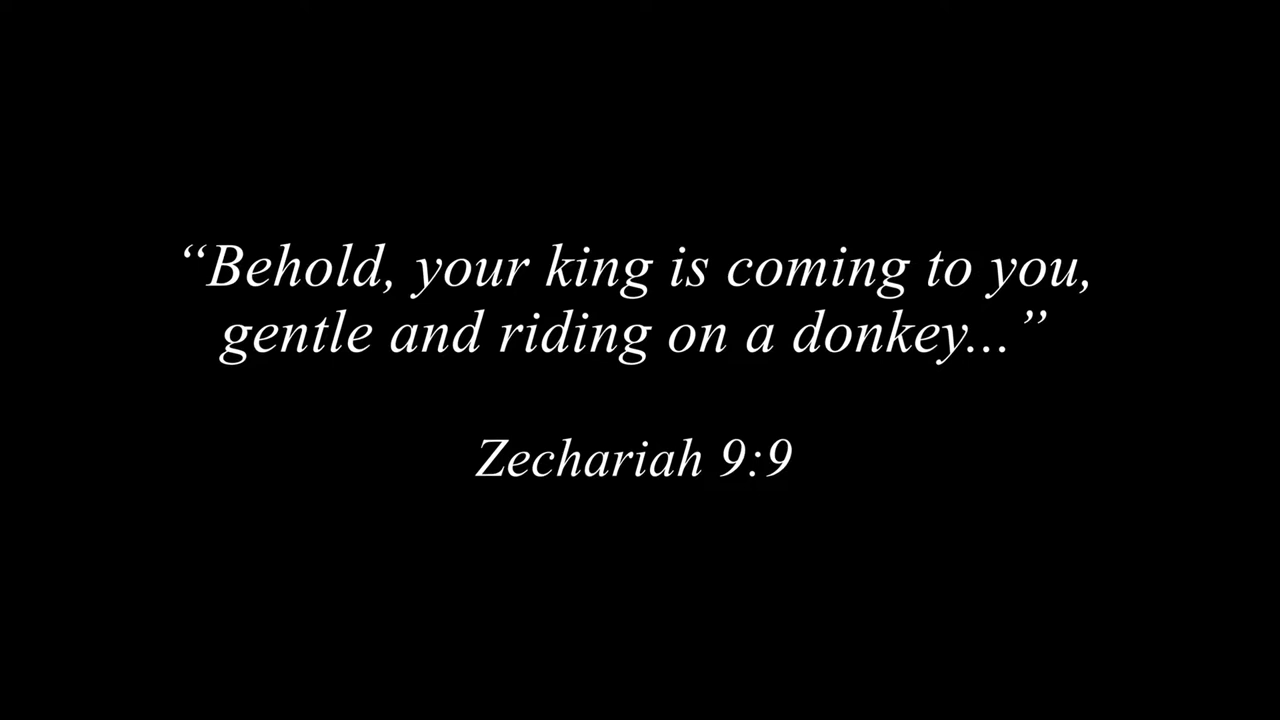 “Behold, your king is coming to you,
gentle and riding on a donkey...”
Zechariah 9:9